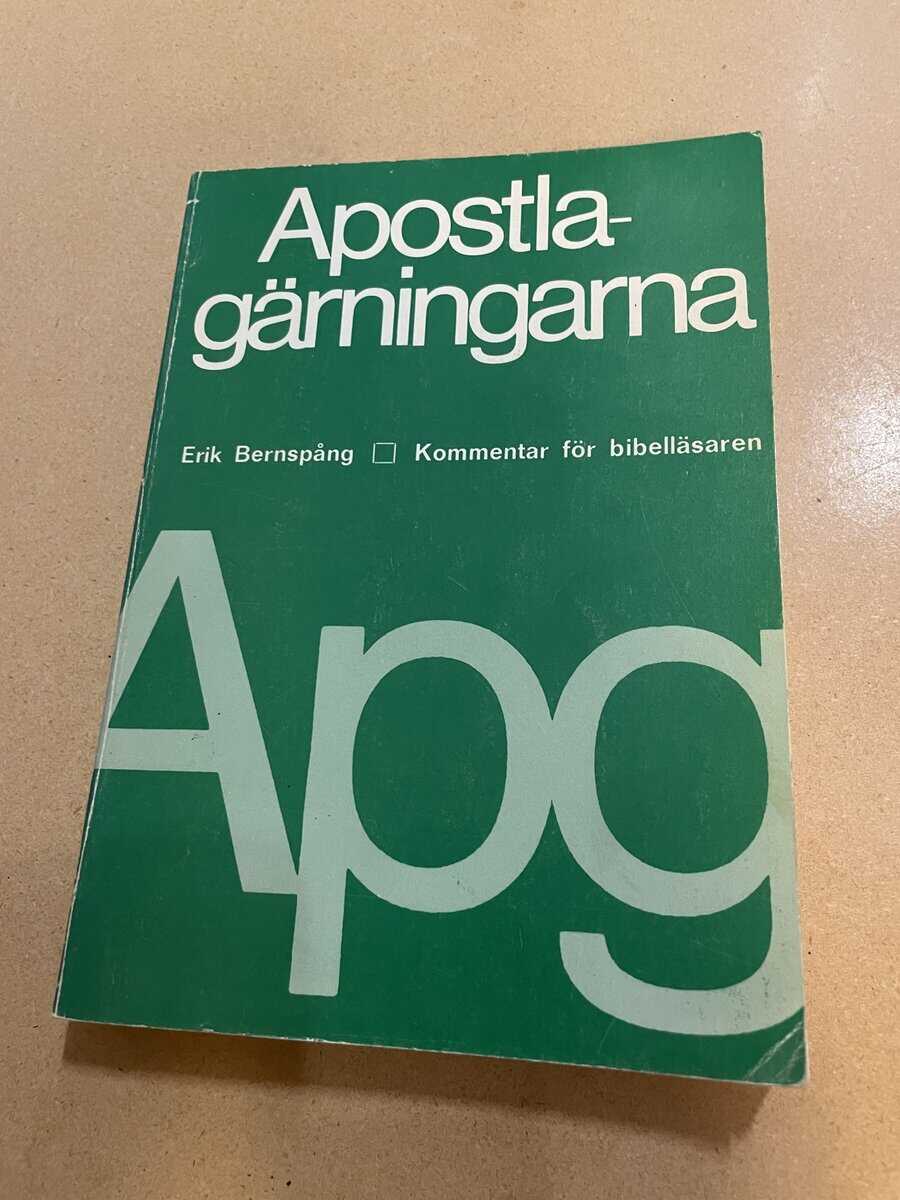 Apostla-
gärningarna
Erik Bernspång □ Kommentar för bibelläsaren
Apg